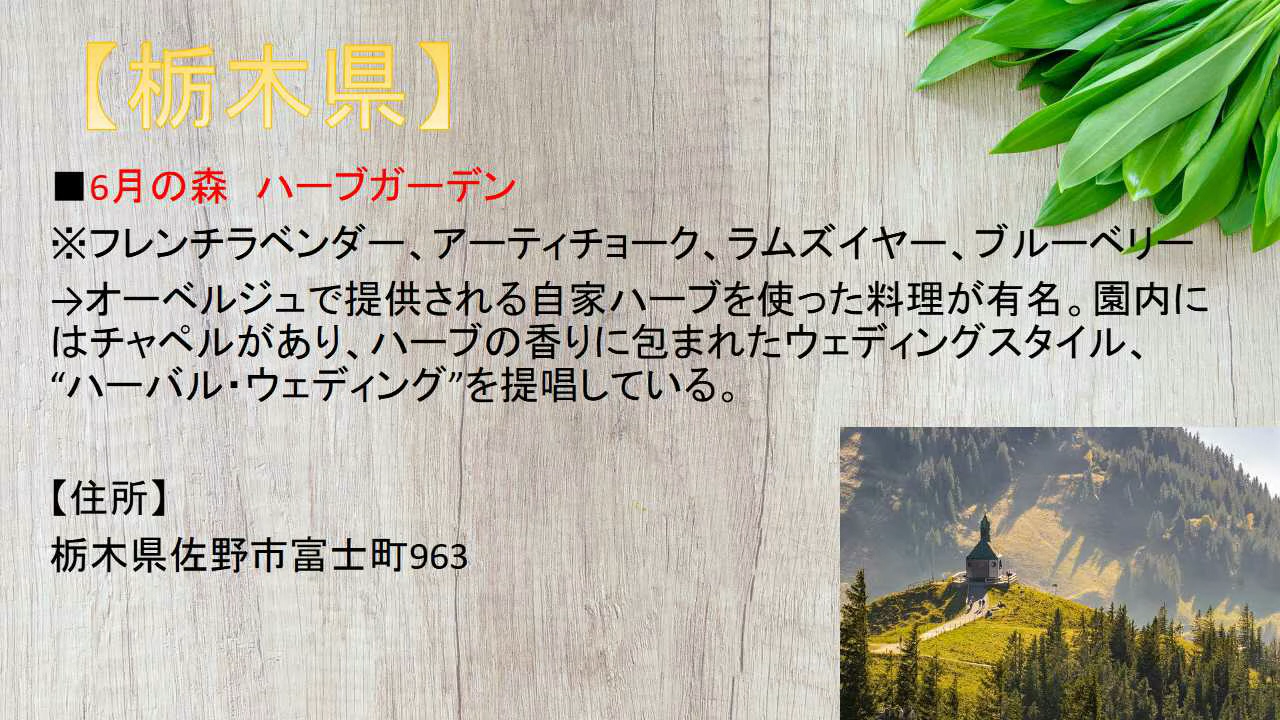 【栃木県】
■6月の森　ハーブガーデン
※フレンチラベンダー、アーティチョーク、ラムズイヤー、ブルーベリー
→オーベルジュで提供される自家ハーブを使った料理が有名。園内に
はチャペルがあり、ハーブの香りに包まれたウェディングスタイル、
“ハーバル・ウェディング”を提唱している。
【住所】
栃木県佐野市富士町963